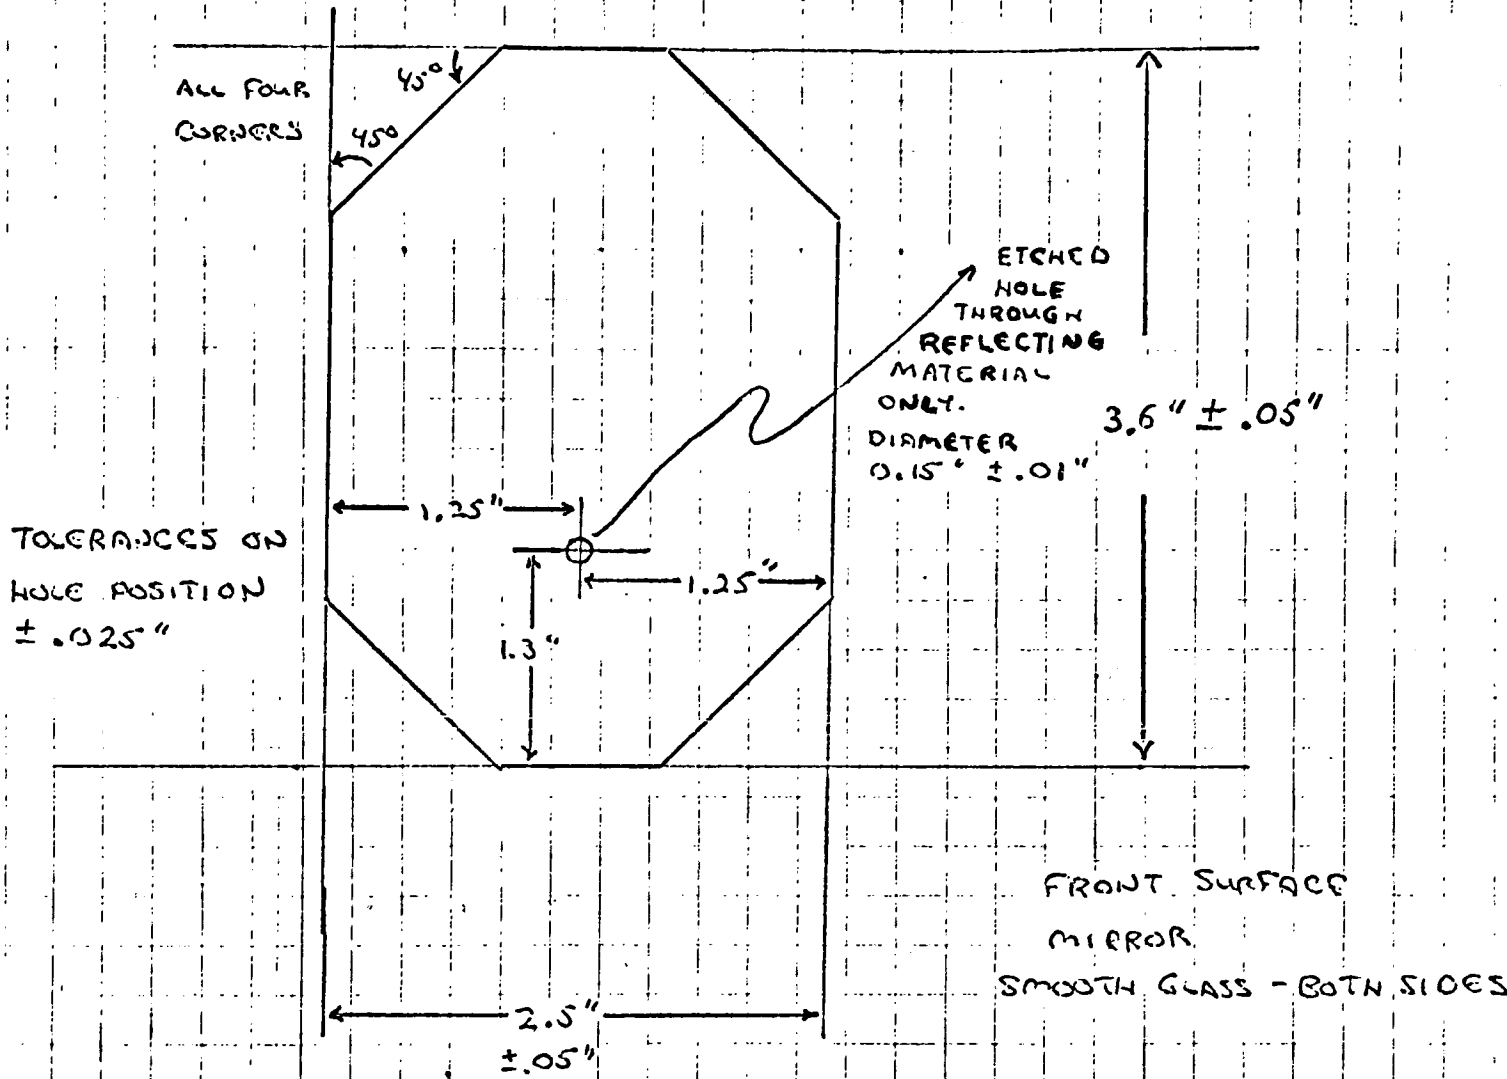 45°
ALL FOUR
CORNERS
45°
ETCHED
HOLE
THROUGH
REFLECTING
MATERIAL
ONLY.
DIAMETER
0.15" ±.01"
3.6" ± .05"
1.25"
TOLERANCES ON
HOLE POSITION
± .025"
1.25"
1.3"
FRONT SURFACE
MIRROR
SMOOTH GLASS - BOTH SIDES
2.5"
±.05"